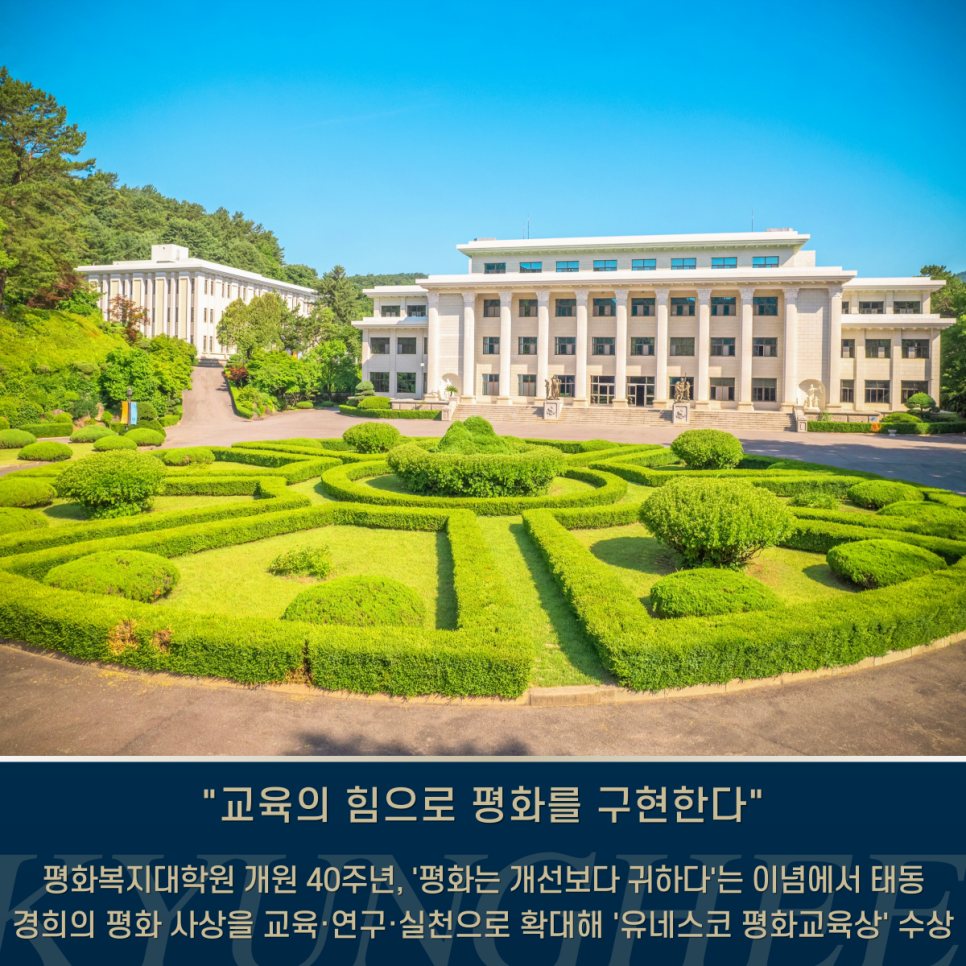 "교육의 힘으로 평화를 구현한다"
평화복지대학원 개원 40주년, '평화는 개선보다 귀하다'는 이념에서 태동
경희의 평화 사상을 교육·연구·실천으로 확대해 '유네스코 평화교육상' 수상
KYUNGHEE